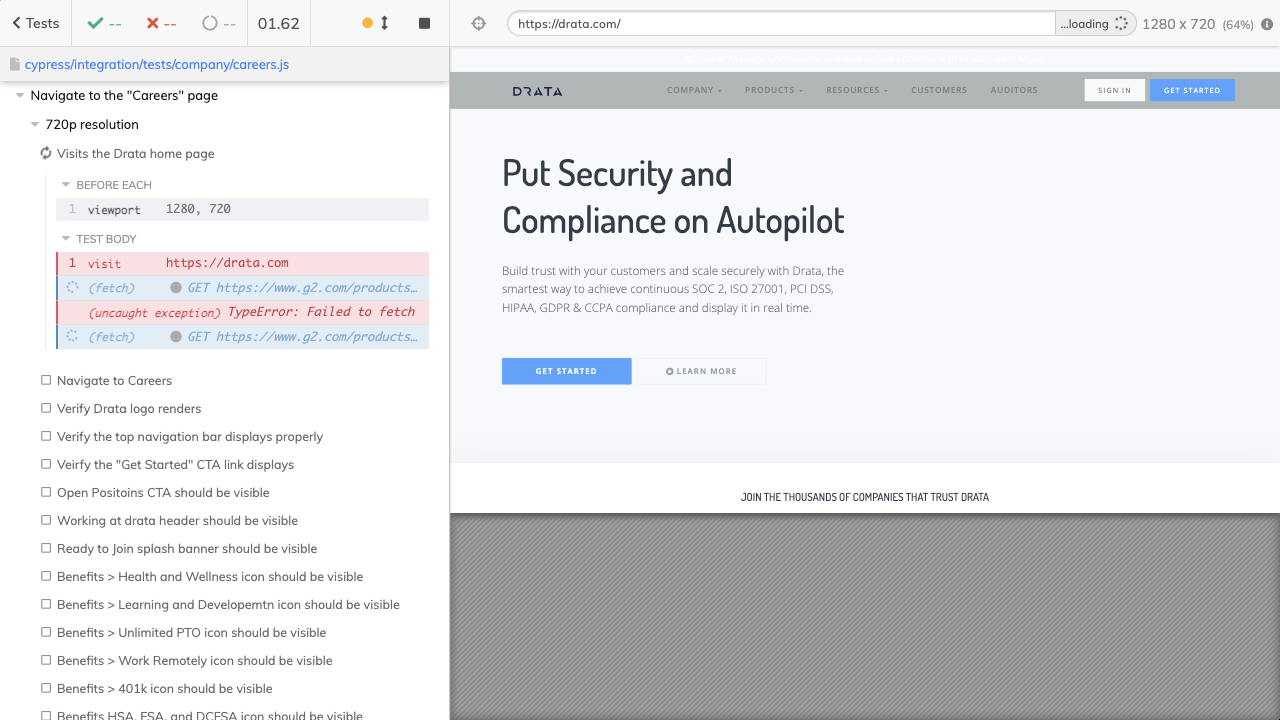 Tests
--
--
--
01.62
https://drata.com/
...loading
1280 x 720 (64%)
cypress/integration/tests/company/careers.js
Navigate to the "Careers" page
720p resolution
Visits the Drata home page
BEFORE EACH
1 viewport 1280, 720
TEST BODY
1 visit https://drata.com
(fetch) GET https://www.g2.com/products...
(uncaught exception) TypeError: Failed to fetch
(fetch) GET https://www.g2.com/products...
Navigate to Careers
Verify Drata logo renders
Verify the top navigation bar displays properly
Veirfy the "Get Started" CTA link displays
Open Positoins CTA should be visible
Working at drata header should be visible
Ready to Join splash banner should be visible
Benefits > Health and Wellness icon should be visible
Benefits > Learning and Developemtn icon should be visible
Benefits > Unlimited PTO icon should be visible
Benefits > Work Remotely icon should be visible
Benefits > 401k icon should be visible
Benefits HSA, FSA, and DCFSA icon should be visible
DRATA
COMPANY
PRODUCTS
RESOURCES
CUSTOMERS
AUDITORS
SIGN IN
GET STARTED
Put Security and
Compliance on Autopilot
Build trust with your customers and scale securely with Drata, the
smartest way to achieve continuous SOC 2, ISO 27001, PCI DSS,
HIPAA, GDPR & CCPA compliance and display it in real time.
GET STARTED
LEARN MORE
JOIN THE THOUSANDS OF COMPANIES THAT TRUST DRATA